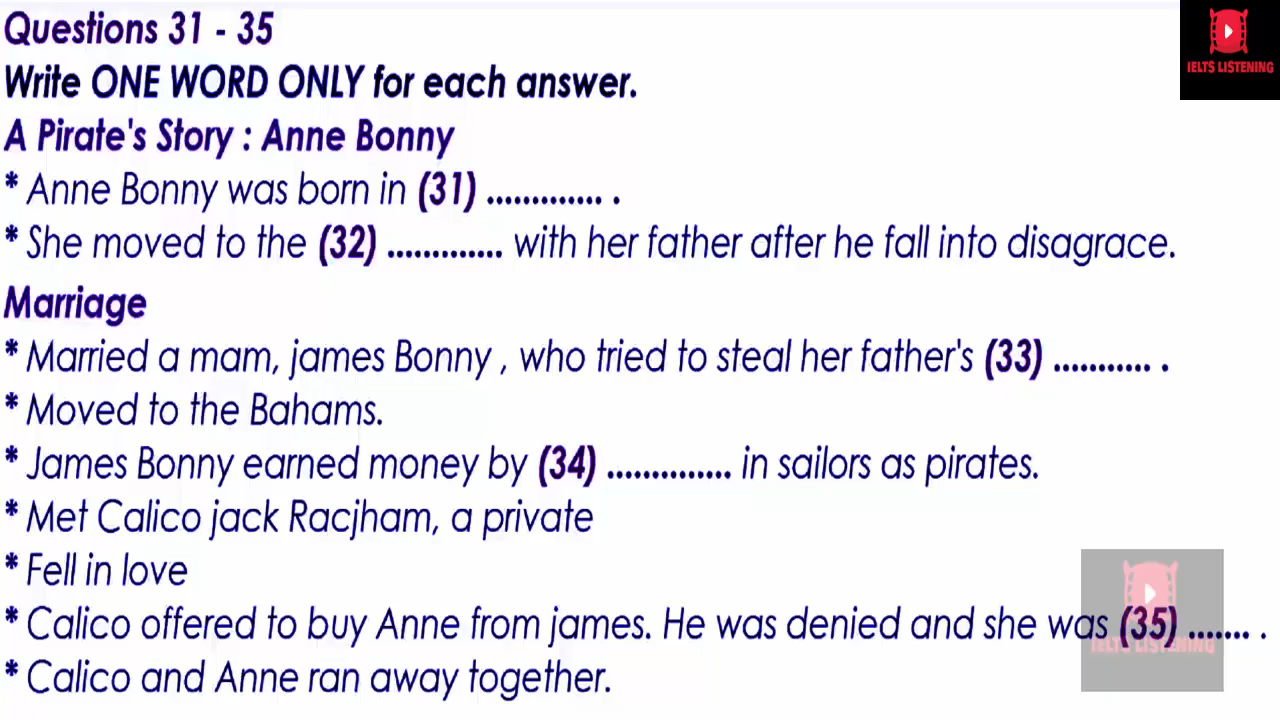 Questions 31 - 35
IELTS LISTENING
Write ONE WORD ONLY for each answer.
A Pirate's Story : Anne Bonny
* Anne Bonny was born in (31) ............. .
* She moved to the (32) ............. with her father after he fall into disagrace.
Marriage
* Married a mam, james Bonny , who tried to steal her father's (33) ........... .
* Moved to the Bahams.
* James Bonny earned money by (34) .............. in sailors as pirates.
* Met Calico jack Racjham, a private
* Fell in love
* Calico offered to buy Anne from james. He was denied and she was (35) ....... .
IELTS LISTENING
* Calico and Anne ran away together.